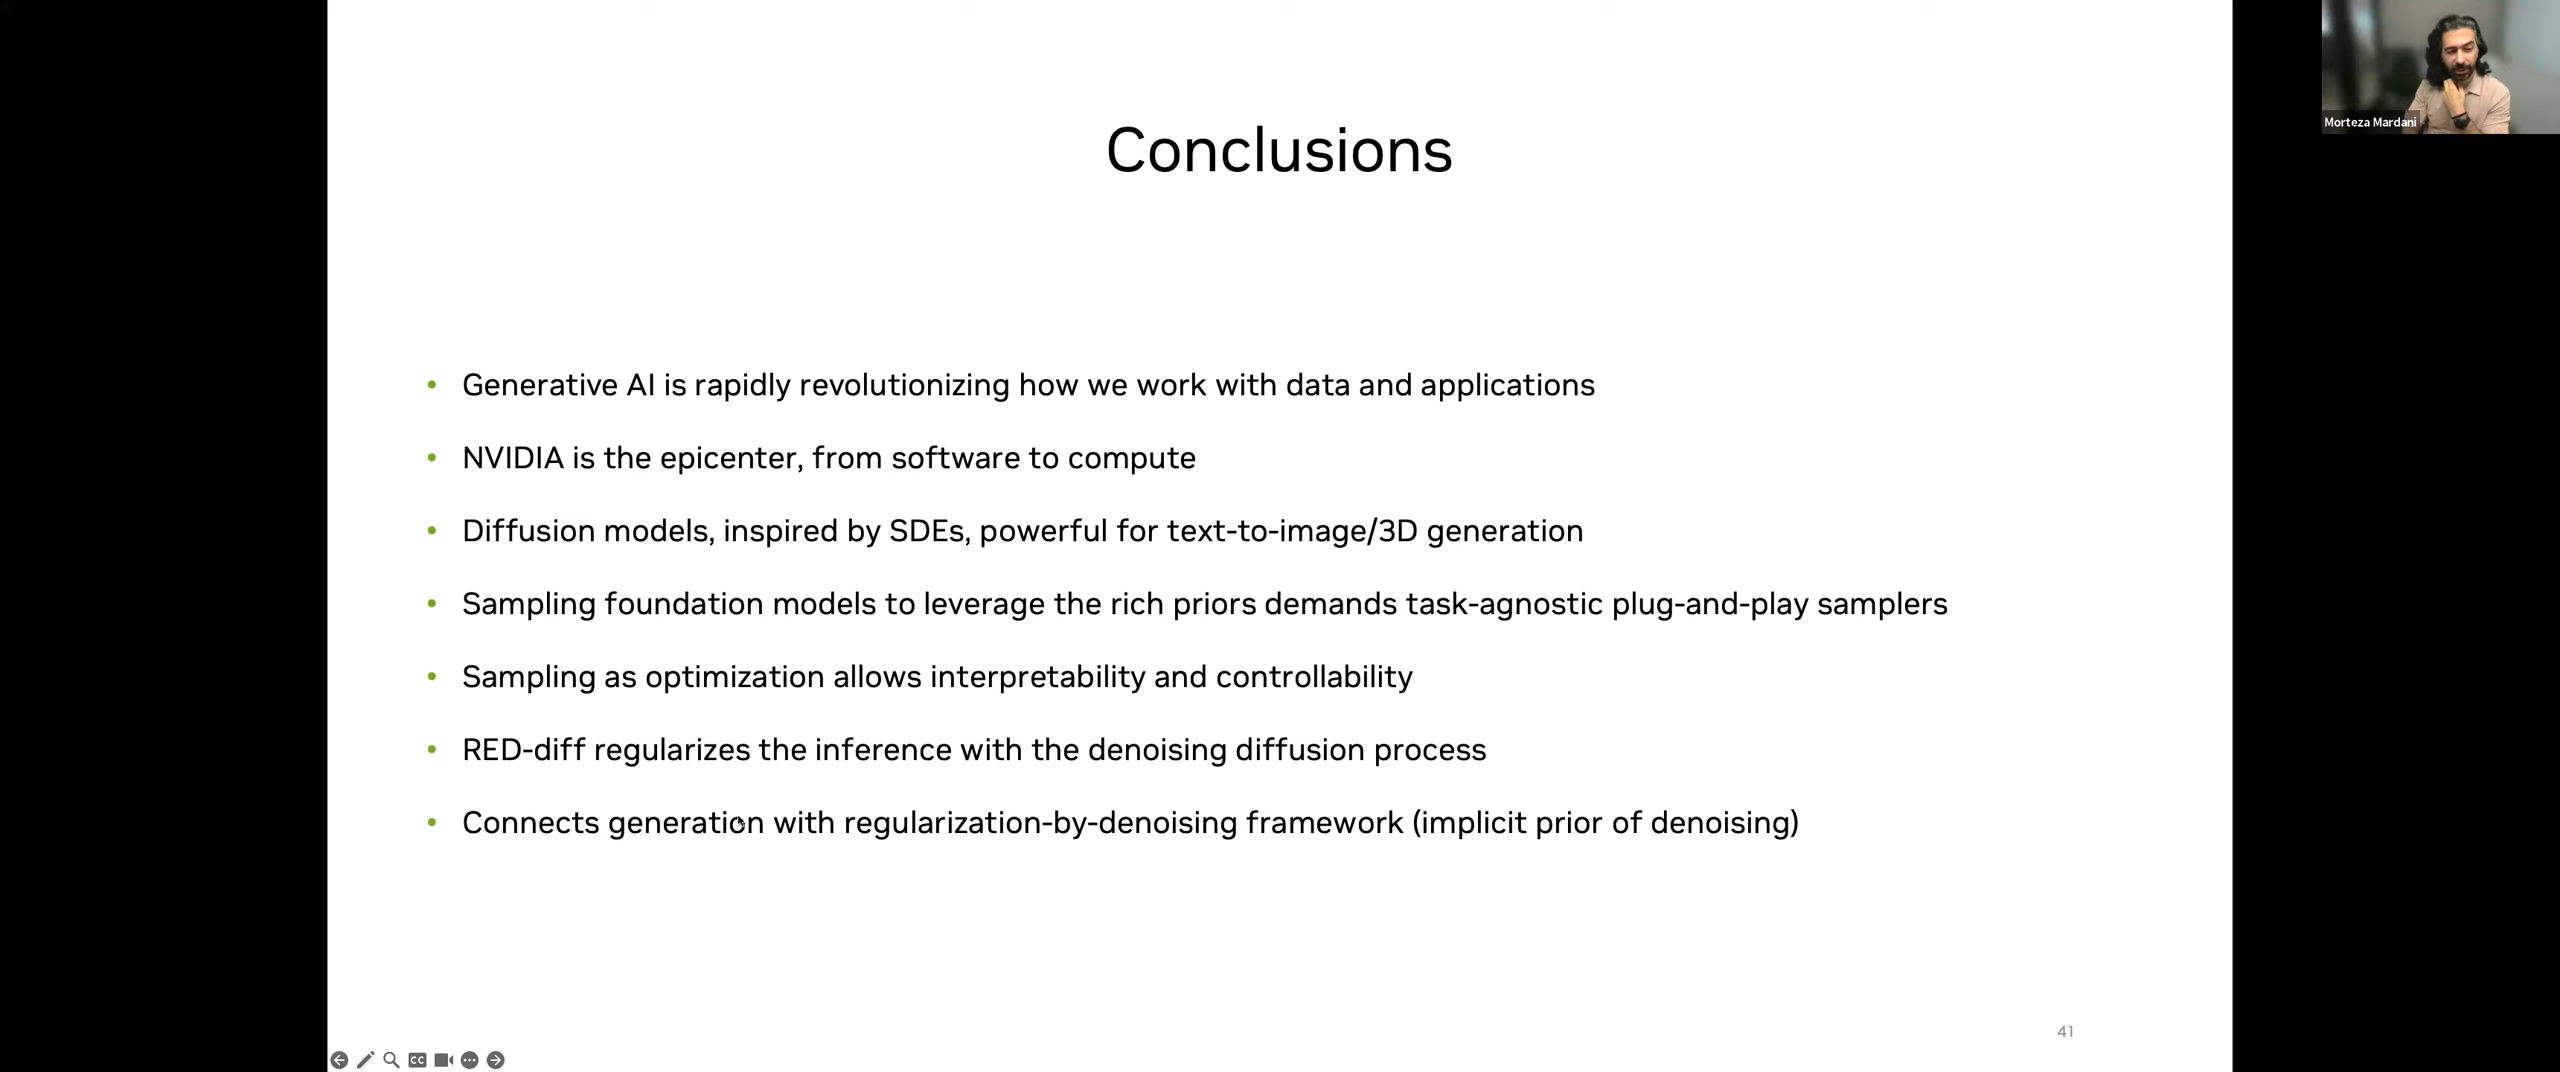 Morteza Mardani
Conclusions
• Generative AI is rapidly revolutionizing how we work with data and applications
• NVIDIA is the epicenter, from software to compute
• Diffusion models, inspired by SDEs, powerful for text-to-image/3D generation
• Sampling foundation models to leverage the rich priors demands task-agnostic plug-and-play samplers
• Sampling as optimization allows interpretability and controllability
• RED-diff regularizes the inference with the denoising diffusion process
• Connects generation with regularization-by-denoising framework (implicit prior of denoising)
41
CC